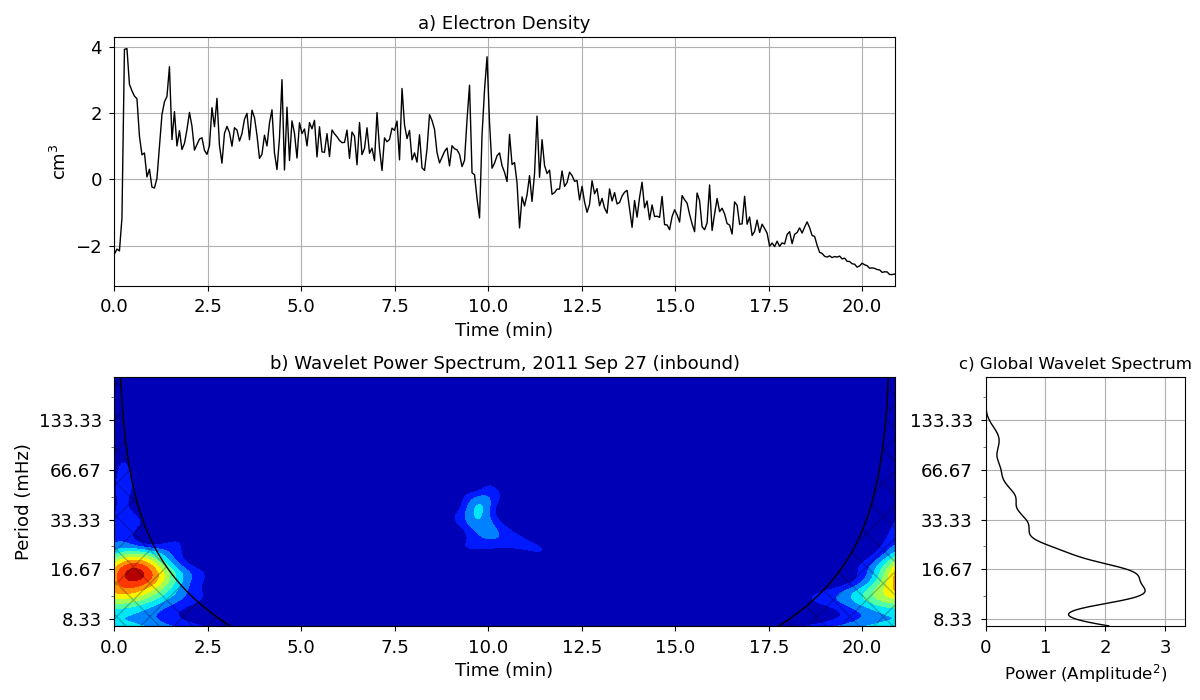 a) Electron Density
4
2
0
−2
cm³
0.0 2.5 5.0 7.5 10.0 12.5 15.0 17.5 20.0
Time (min)
b) Wavelet Power Spectrum, 2011 Sep 27 (inbound)
133.33
66.67
33.33
16.67
8.33
Period (mHz)
0.0 2.5 5.0 7.5 10.0 12.5 15.0 17.5 20.0
Time (min)
c) Global Wavelet Spectrum
133.33
66.67
33.33
16.67
8.33
0 1 2 3
Power (Amplitude²)